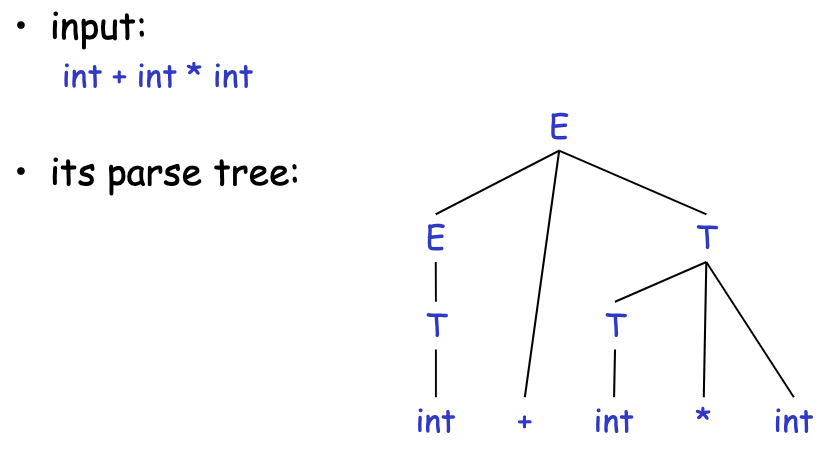 • input:
int + int * int
• its parse tree:
E
E T
T T
int + int * int